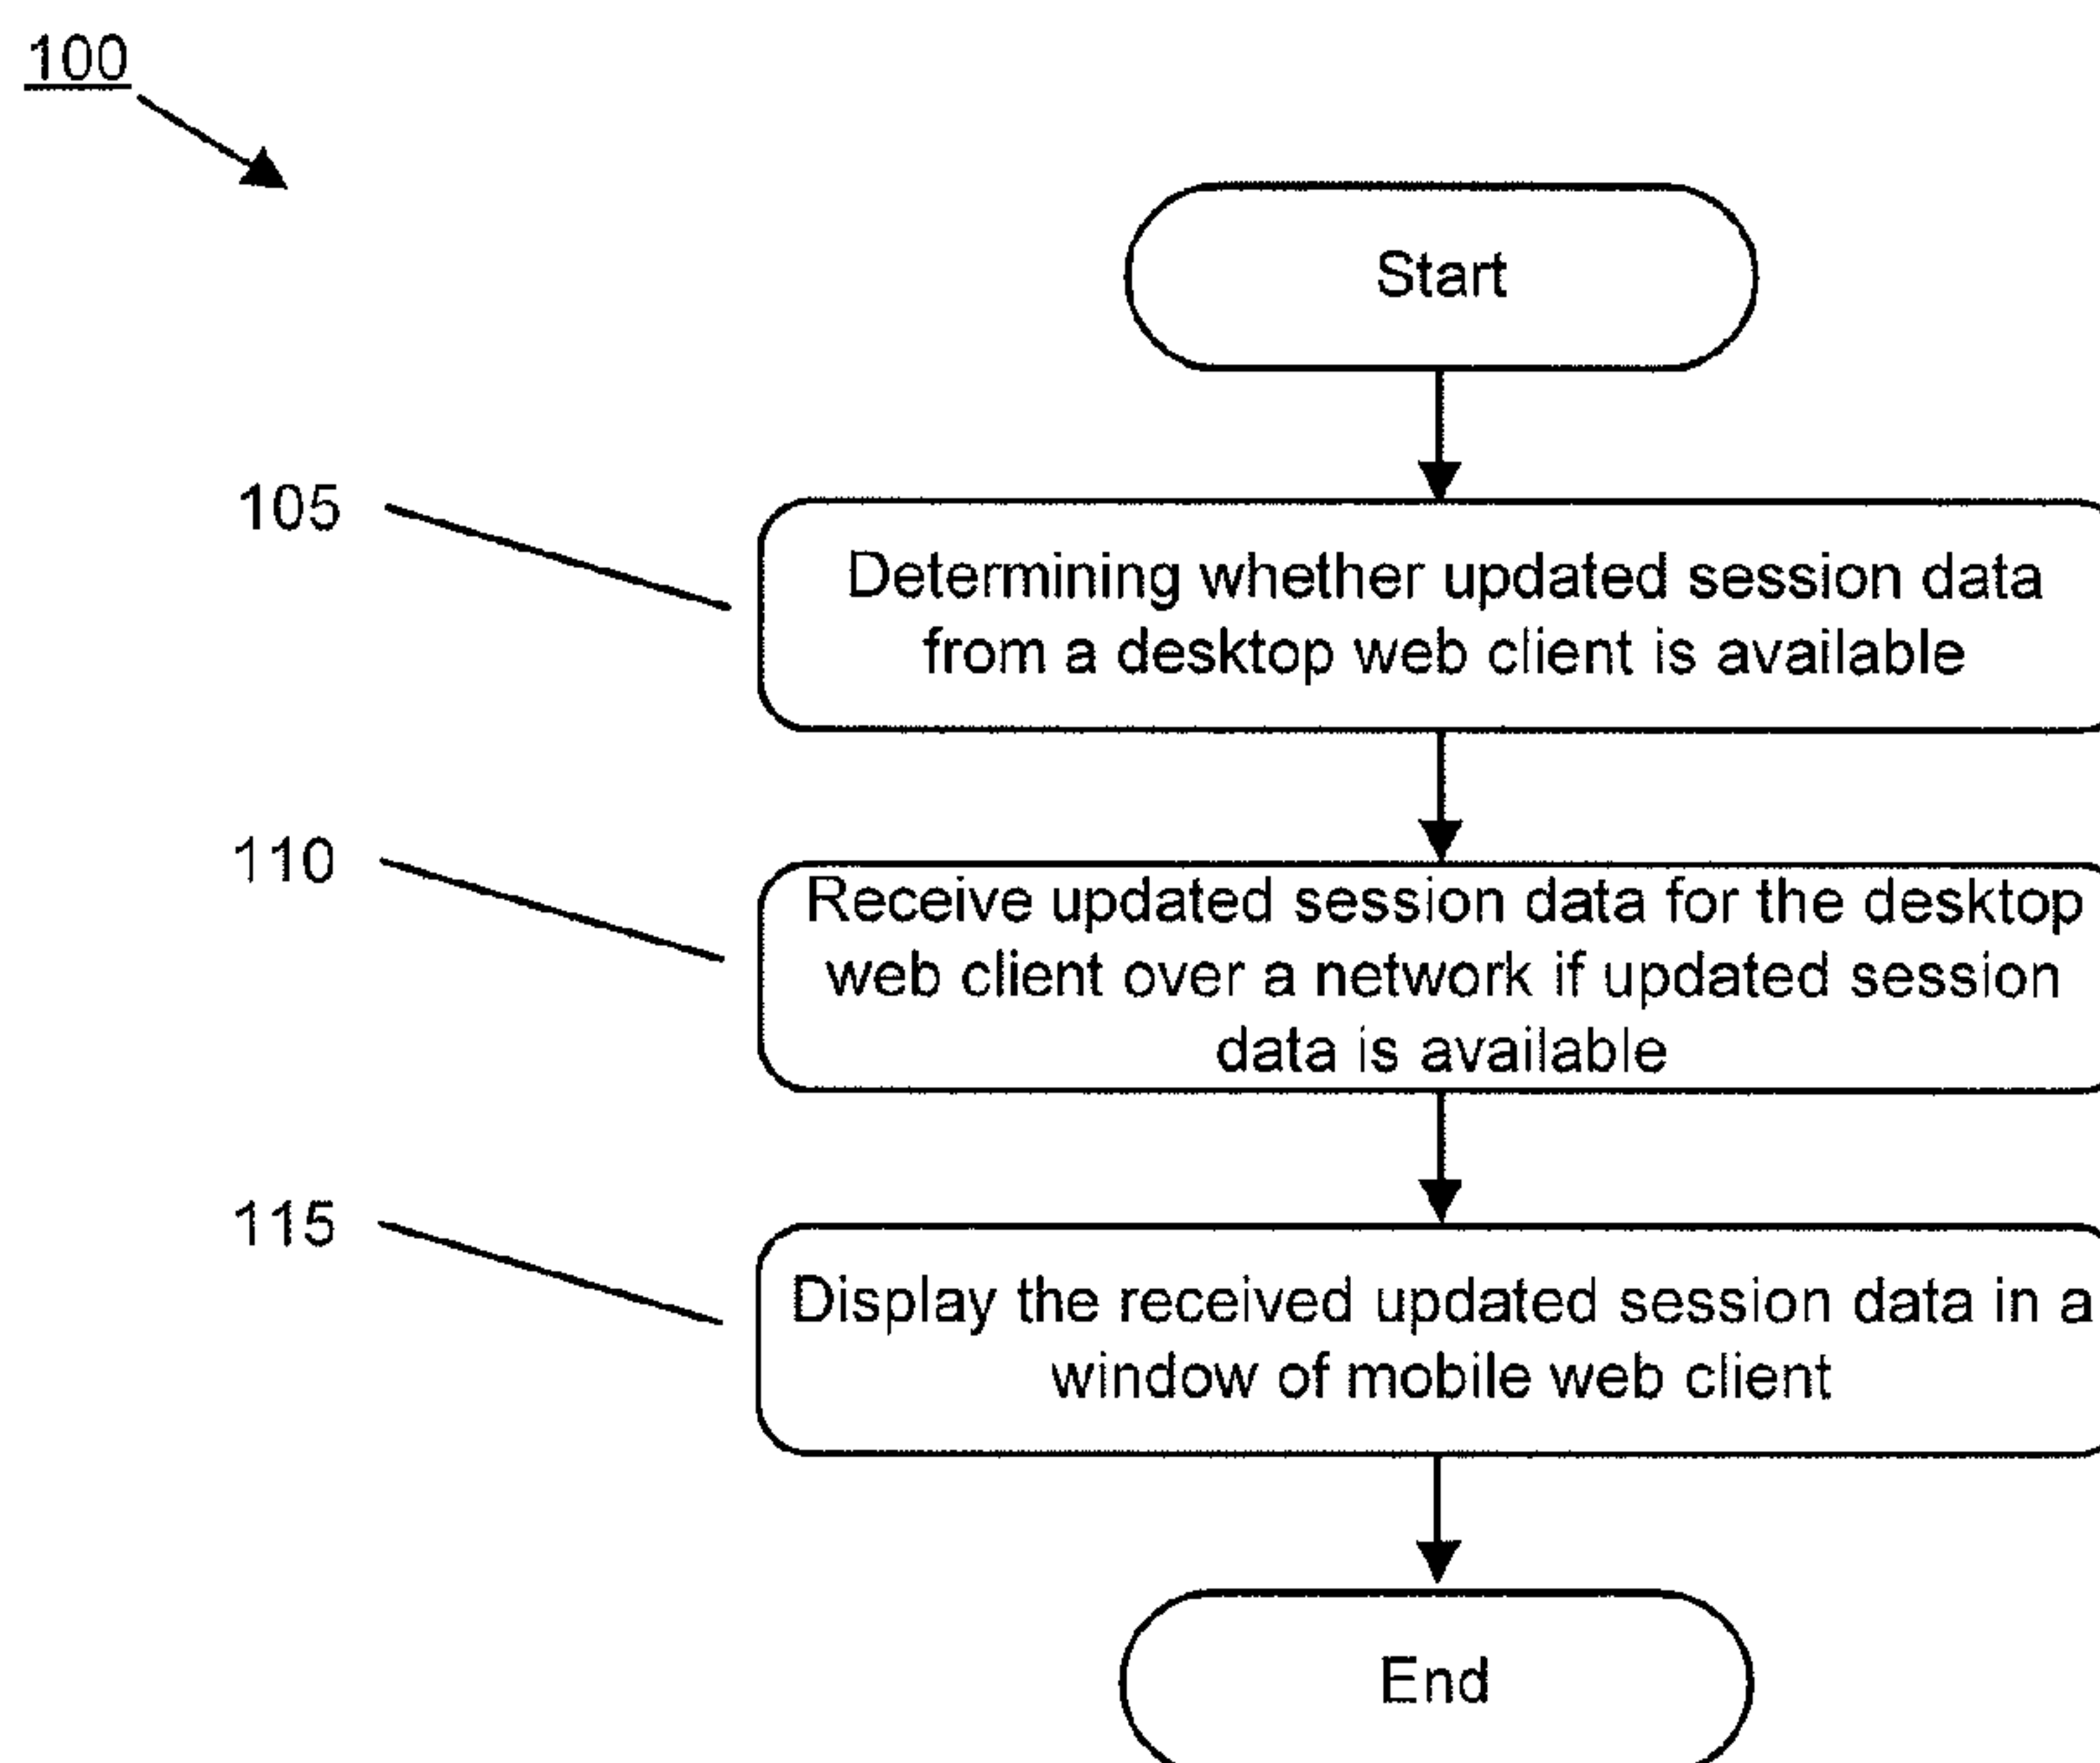 100
Start
105
Determining whether updated session data
from a desktop web client is available
110
Receive updated session data for the desktop
web client over a network if updated session
data is available
115
Display the received updated session data in a
window of mobile web client
End